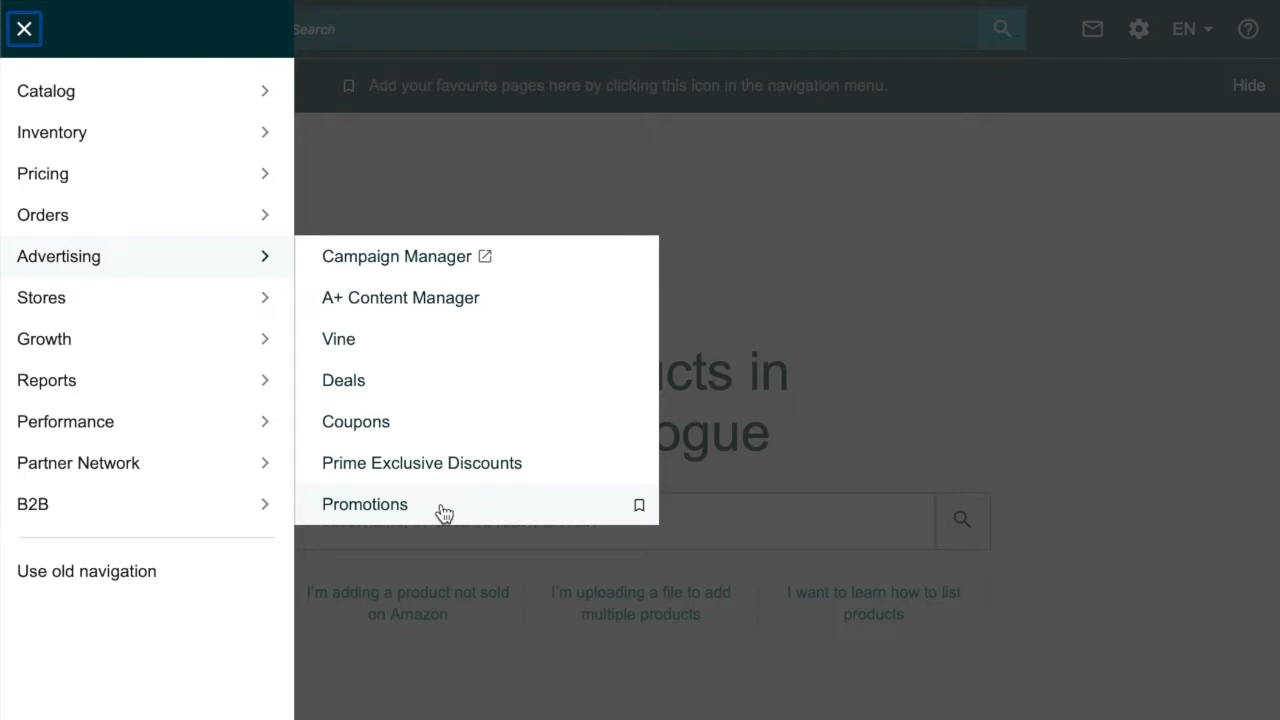 Search
EN
Add your favourite pages here by clicking this icon in the navigation menu.
Hide
Catalog
Inventory
Pricing
Orders
Advertising
Stores
Growth
Reports
Performance
Partner Network
B2B
Use old navigation
Campaign Manager
A+ Content Manager
Vine
Deals
Coupons
Prime Exclusive Discounts
Promotions
cts in
ogue
I'm adding a product not sold
on Amazon
I'm uploading a file to add
multiple products
I want to learn how to list
products